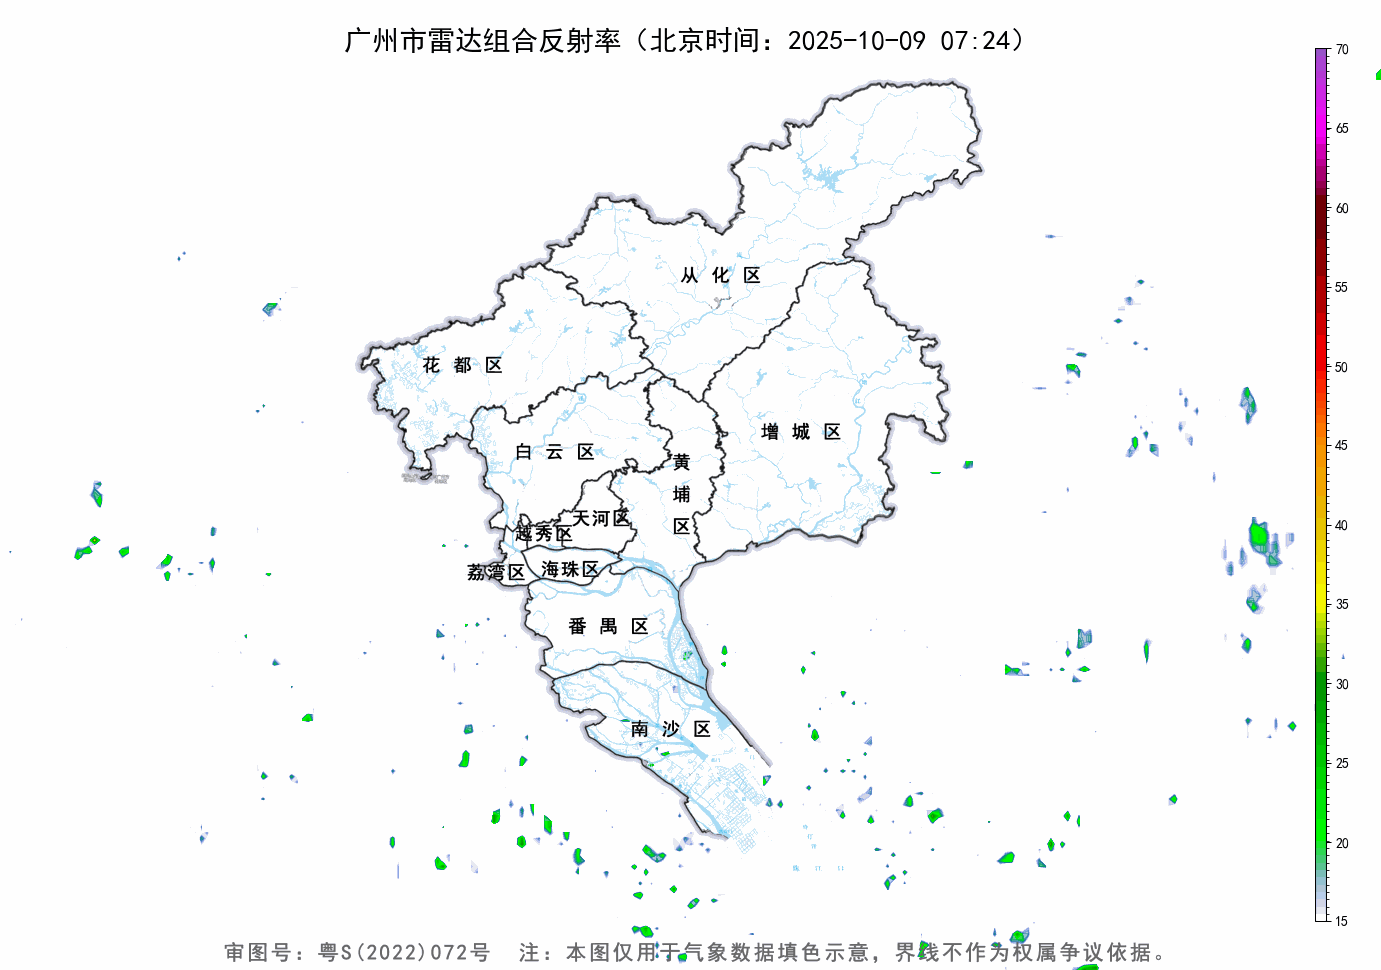 广州市雷达组合反射率（北京时间：2025-10-09 07:24）
70
65
60
55
50
45
40
35
30
25
20
15
从化区
花都区
增城区
白云区
黄埔区
天河区
越秀区
荔湾区
海珠区
番禺区
南沙区
审图号：粤S(2022)072号 注：本图仅用于气象数据填色示意，界线不作为权属争议依据。